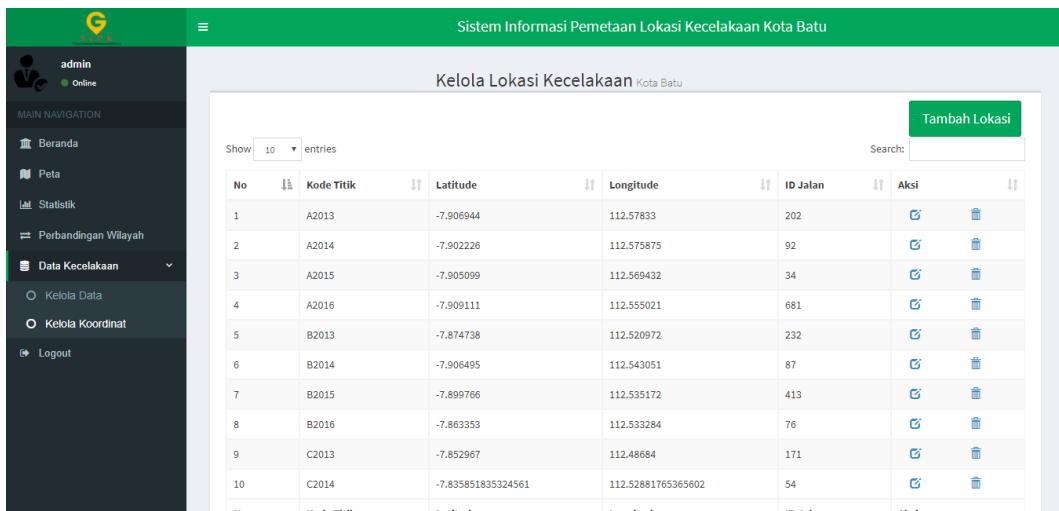 Sistem Informasi Pemetaan Lokasi Kecelakaan Kota Batu
admin
Online
MAIN NAVIGATION
Beranda
Peta
Statistik
Perbandingan Wilayah
Data Kecelakaan
Kelola Data
Kelola Koordinat
Logout
Kelola Lokasi Kecelakaan Kota Batu
Tambah Lokasi
Show 10 entries Search:
No Kode Titik Latitude Longitude ID Jalan Aksi
1 A2013 -7.906944 112.57833 202
2 A2014 -7.902226 112.575875 92
3 A2015 -7.905099 112.569432 34
4 A2016 -7.909111 112.555021 681
5 B2013 -7.874738 112.520972 232
6 B2014 -7.906495 112.543051 87
7 B2015 -7.899766 112.535172 413
8 B2016 -7.863353 112.533284 76
9 C2013 -7.852967 112.48684 171
10 C2014 -7.835851835324561 112.52881765365602 54